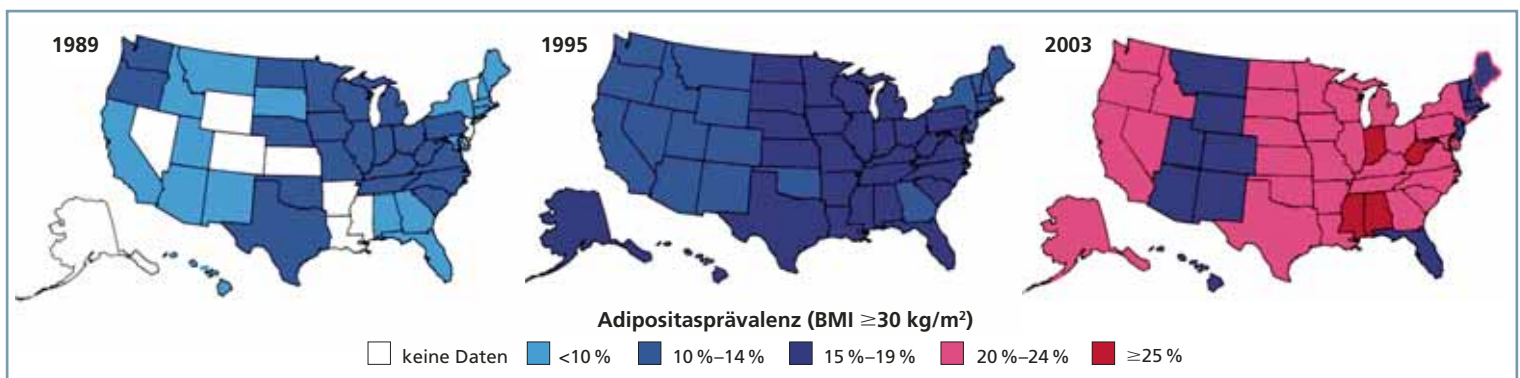 1989
1995
2003
Adipositasprävalenz (BMI ≥30 kg/m²)
keine Daten
<10 %
10 %–14 %
15 %–19 %
20 %–24 %
≥25 %